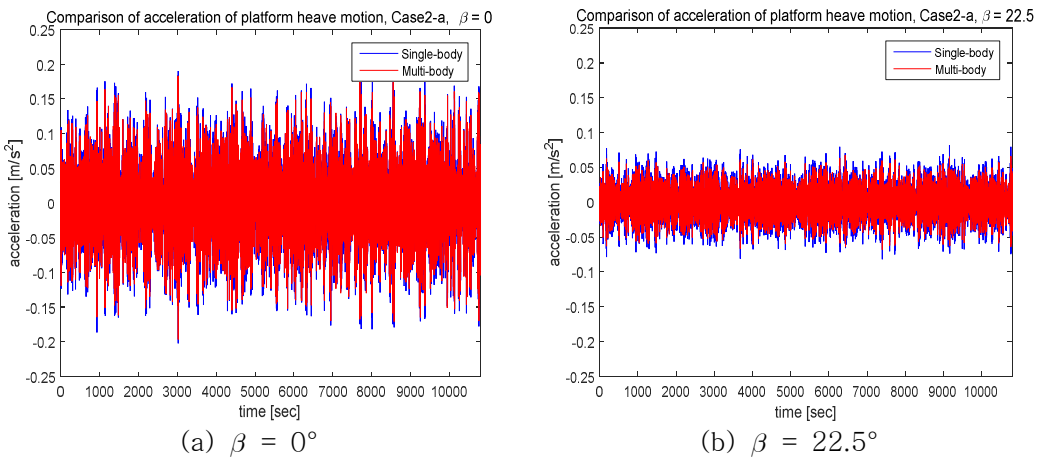 Comparison of acceleration of platform heave motion, Case2-a, β = 0
0.25
0.2
0.15
0.1
0.05
0
-0.05
-0.1
-0.15
-0.2
-0.25
acceleration [m/s²]
Single-body
Multi-body
0 1000 2000 3000 4000 5000 6000 7000 8000 9000 10000
time [sec]
(a) β = 0°
Comparison of acceleration of platform heave motion, Case2-a, β = 22.5
0.25
0.2
0.15
0.1
0.05
0
-0.05
-0.1
-0.15
-0.2
-0.25
acceleration [m/s²]
Single-body
Multi-body
0 1000 2000 3000 4000 5000 6000 7000 8000 9000 10000
time [sec]
(b) β = 22.5°